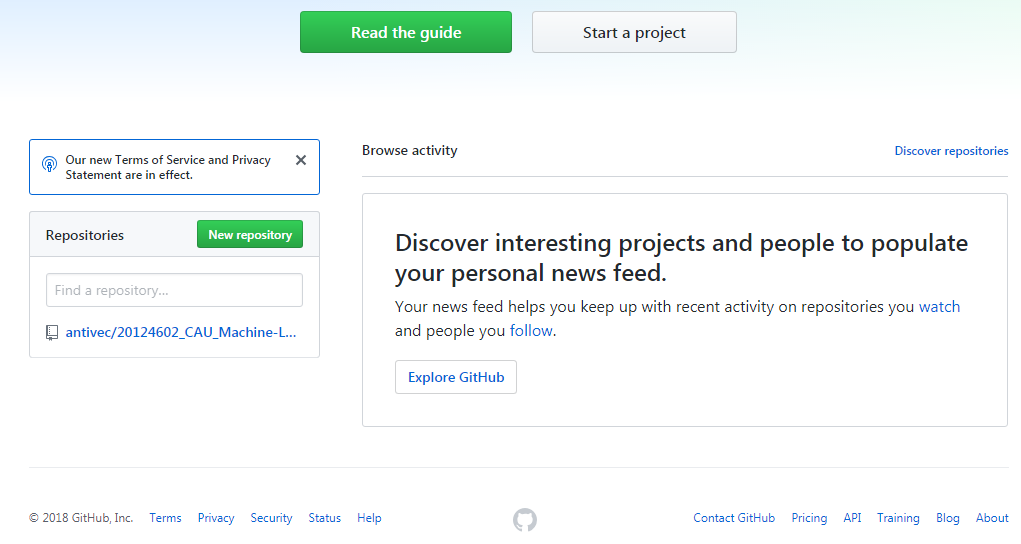 Read the guide
Start a project
Our new Terms of Service and Privacy
Statement are in effect.
Repositories
New repository
Find a repository…
antivec/20124602_CAU_Machine-L…
Browse activity
Discover repositories
Discover interesting projects and people to populate
your personal news feed.
Your news feed helps you keep up with recent activity on repositories you watch
and people you follow.
Explore GitHub
© 2018 GitHub, Inc. Terms Privacy Security Status Help
Contact GitHub Pricing API Training Blog About